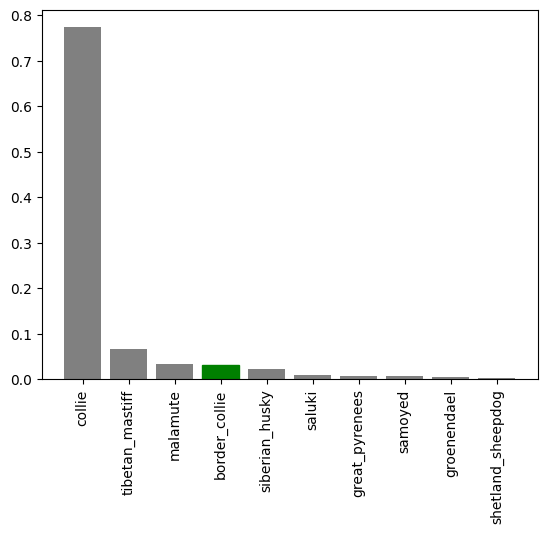 0.8
0.7
0.6
0.5
0.4
0.3
0.2
0.1
0.0
collie
tibetan_mastiff
malamute
border_collie
siberian_husky
saluki
great_pyrenees
samoyed
groenendael
shetland_sheepdog